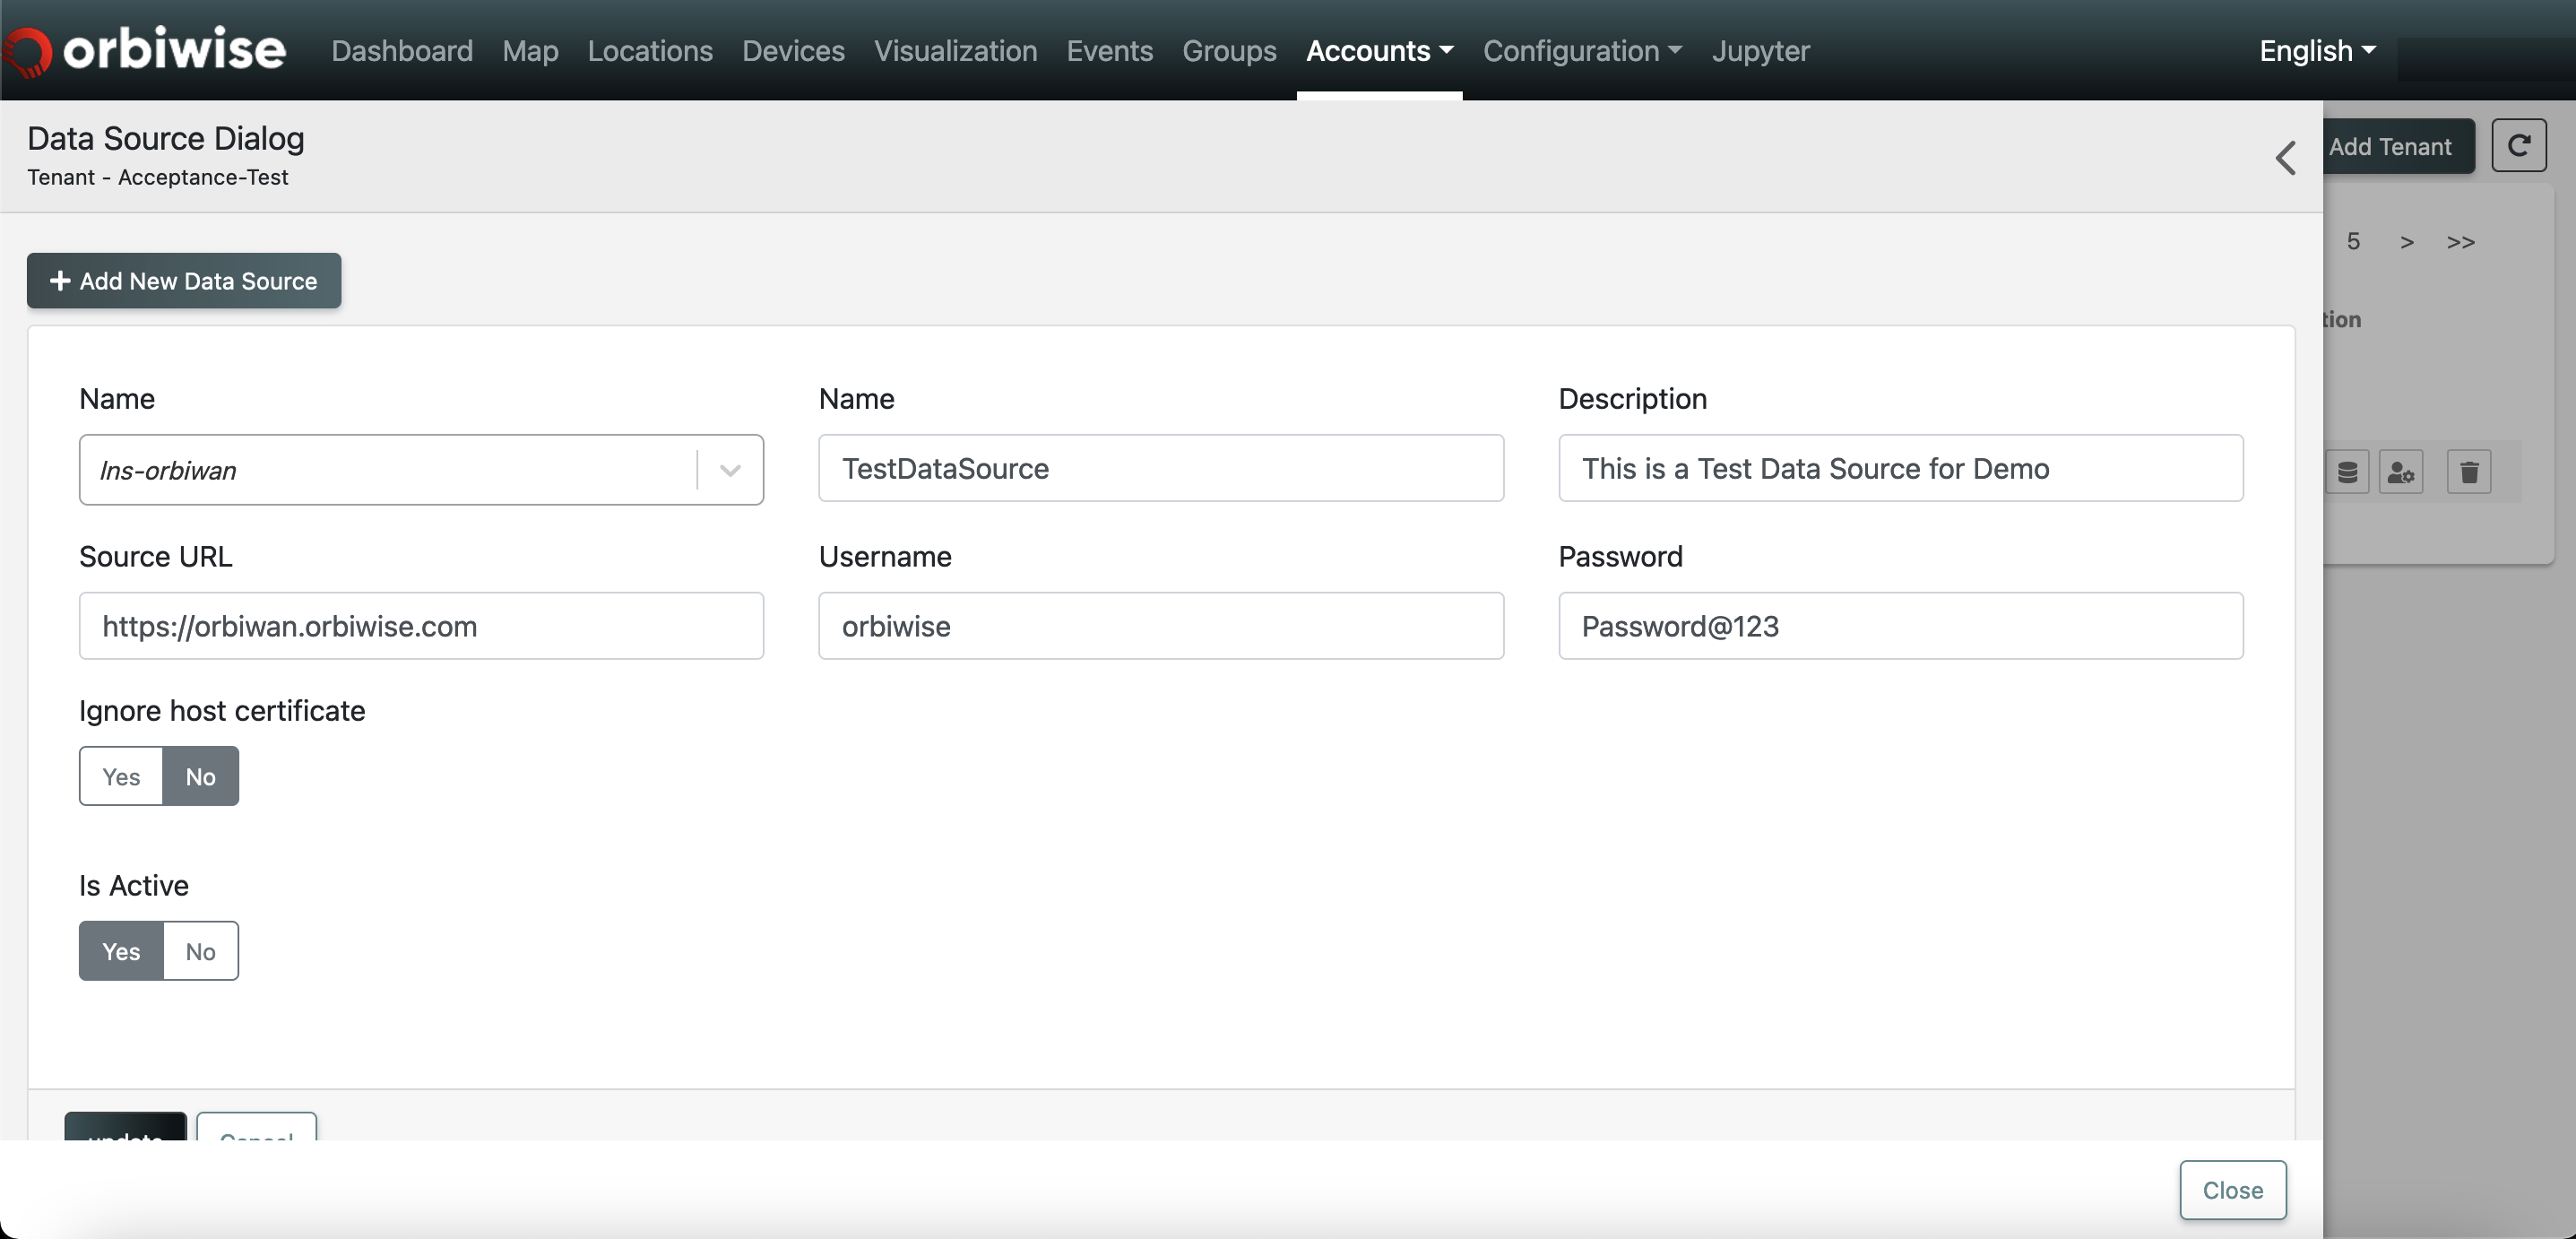 orbiwise Dashboard Map Locations Devices Visualization Events Groups Accounts Configuration Jupyter English
Data Source Dialog
Tenant - Acceptance-Test
Add Tenant
5 > >>
Add New Data Source
tion
Name Name Description
lns-orbiwan TestDataSource This is a Test Data Source for Demo
Source URL Username Password
https://orbiwan.orbiwise.com orbiwise Password@123
Ignore host certificate
Yes No
Is Active
Yes No
update Cancel
Close